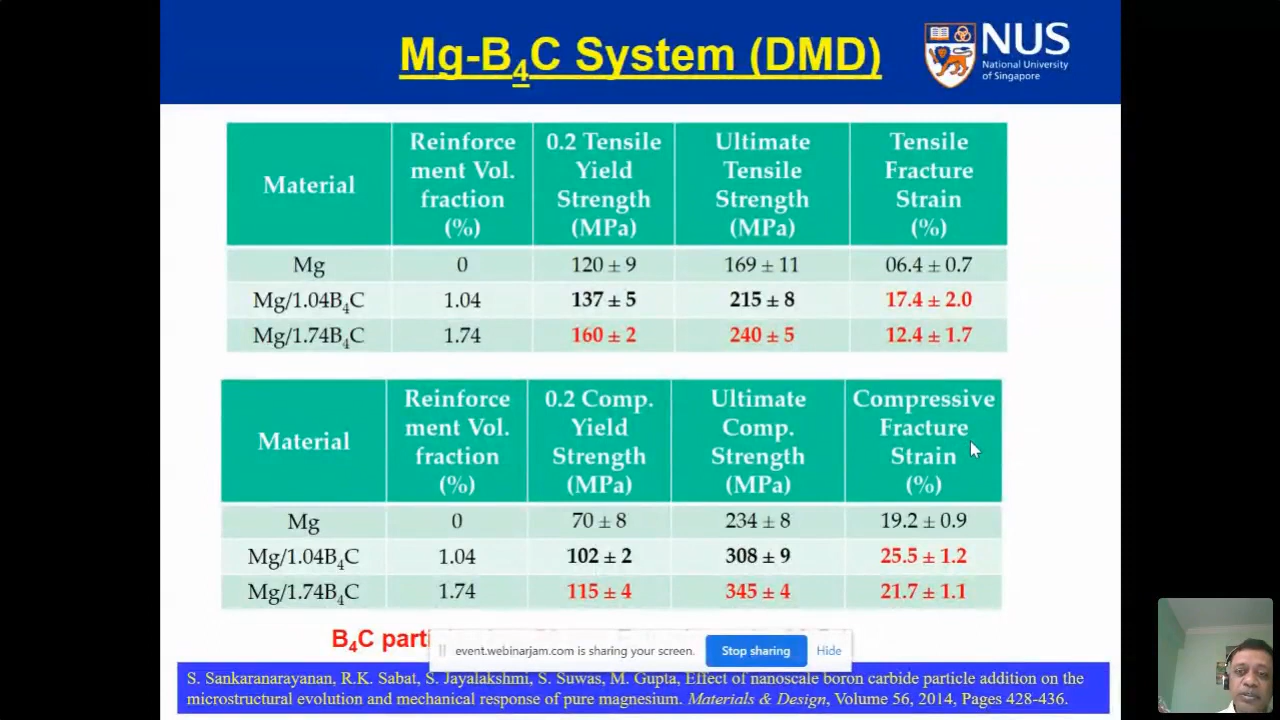 Mg-B₄C System (DMD)
NUS
National University
of Singapore
Material
Reinforce
ment Vol.
fraction
(%)
0.2 Tensile
Yield
Strength
(MPa)
Ultimate
Tensile
Strength
(MPa)
Tensile
Fracture
Strain
(%)
Mg 0 120 ± 9 169 ± 11 06.4 ± 0.7
Mg/1.04B₄C 1.04 137 ± 5 215 ± 8 17.4 ± 2.0
Mg/1.74B₄C 1.74 160 ± 2 240 ± 5 12.4 ± 1.7
Material
Reinforce
ment Vol.
fraction
(%)
0.2 Comp.
Yield
Strength
(MPa)
Ultimate
Comp.
Strength
(MPa)
Compressive
Fracture
Strain
(%)
Mg 0 70 ± 8 234 ± 8 19.2 ± 0.9
Mg/1.04B₄C 1.04 102 ± 2 308 ± 9 25.5 ± 1.2
Mg/1.74B₄C 1.74 115 ± 4 345 ± 4 21.7 ± 1.1
B₄C
event.webinarjam.com is sharing your screen. Stop sharing Hide
S. Sankaranarayanan, R.K. Sabat, S. Jayalakshmi, S. Suwas, M. Gupta, Effect of nanoscale boron carbide particle addition on the
microstructural evolution and mechanical response of pure magnesium. Materials & Design, Volume 56, 2014, Pages 428-436.